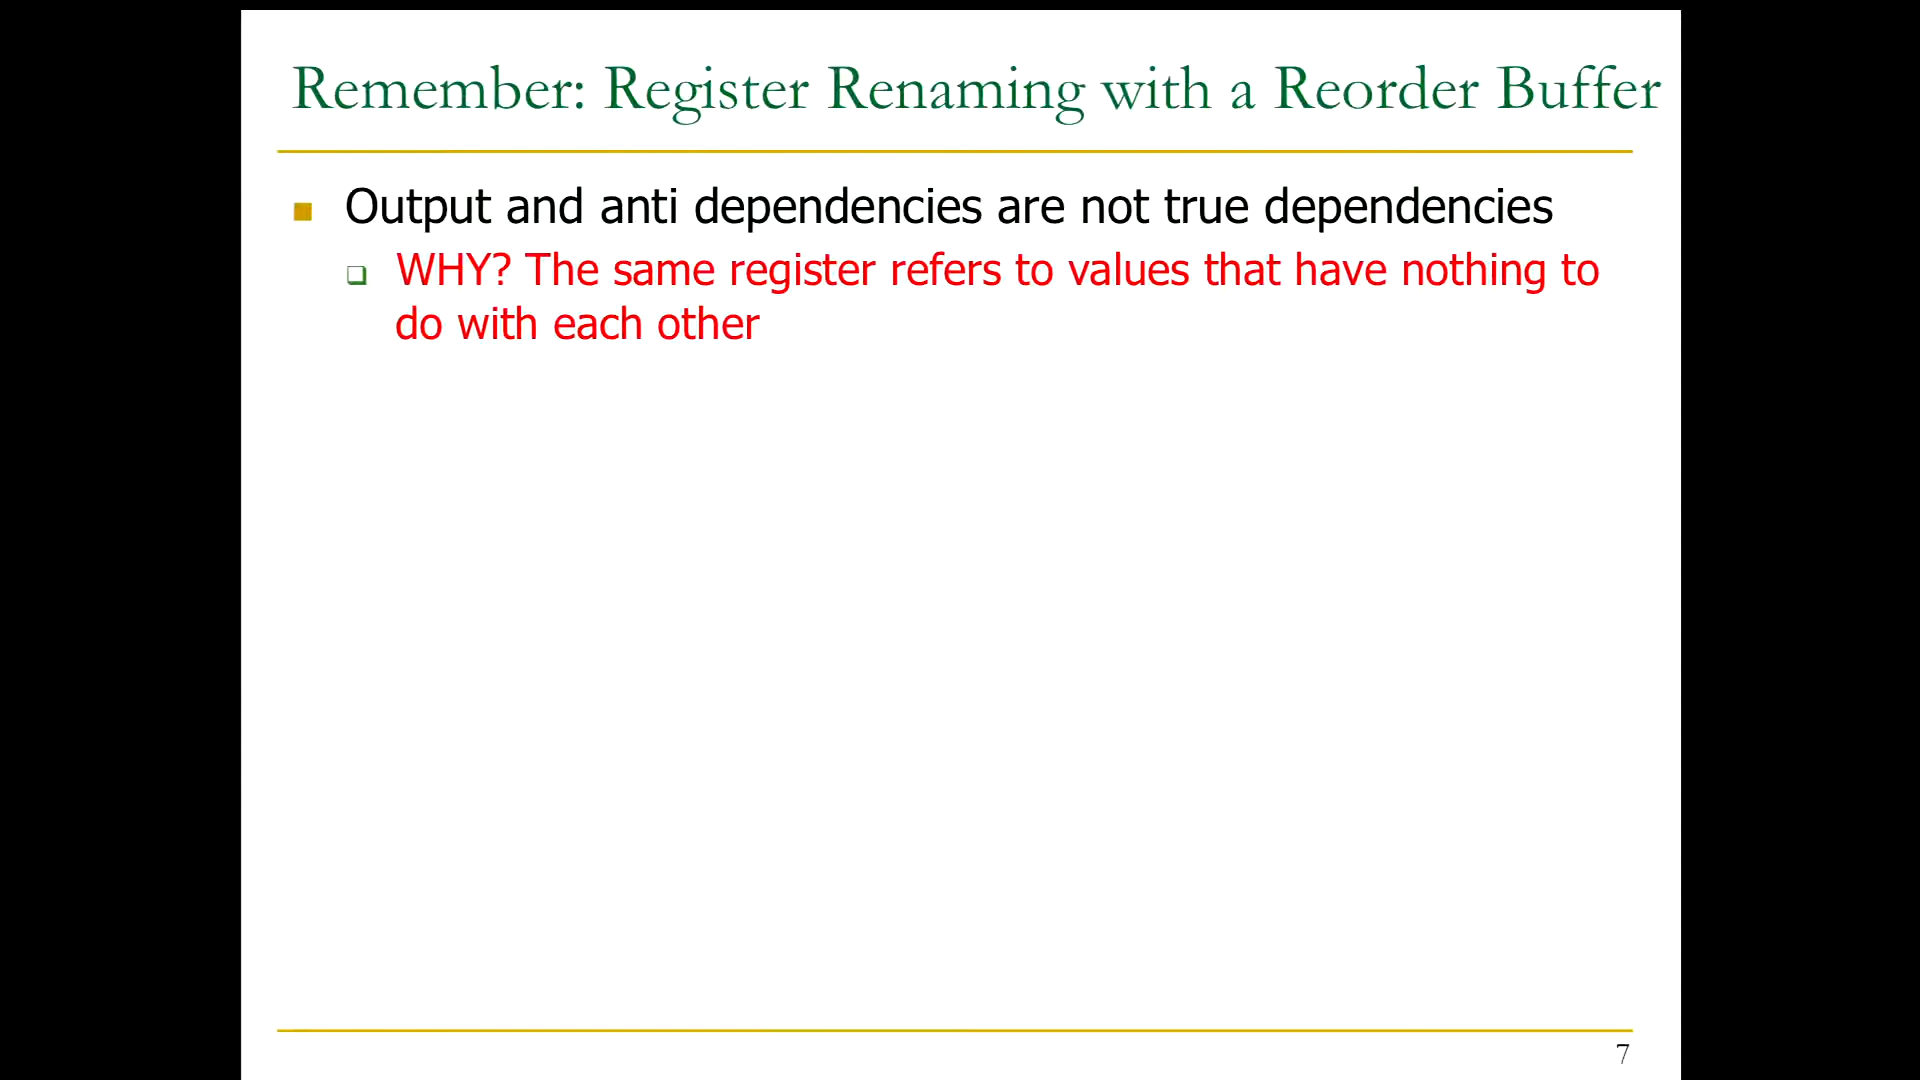 Remember: Register Renaming with a Reorder Buffer
Output and anti dependencies are not true dependencies
WHY? The same register refers to values that have nothing to
do with each other
7